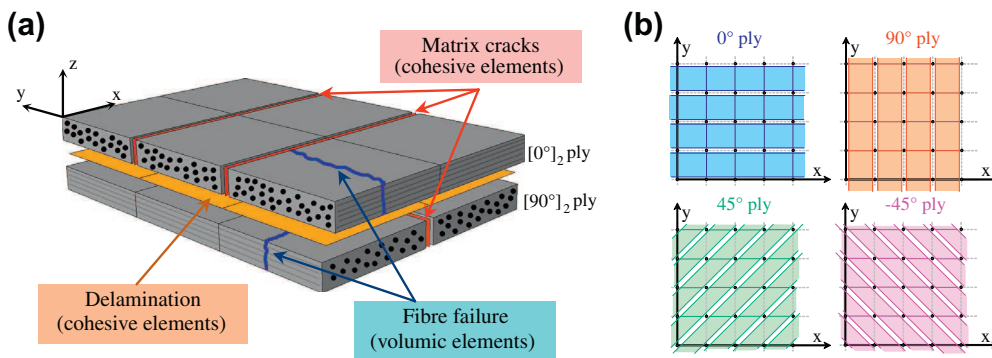 (a)
Matrix cracks
(cohesive elements)
z
y
x
[0°]₂ ply
[90°]₂ ply
Delamination
(cohesive elements)
Fibre failure
(volumic elements)
(b)
y
0° ply
x
y
90° ply
x
y
45° ply
x
y
-45° ply
x